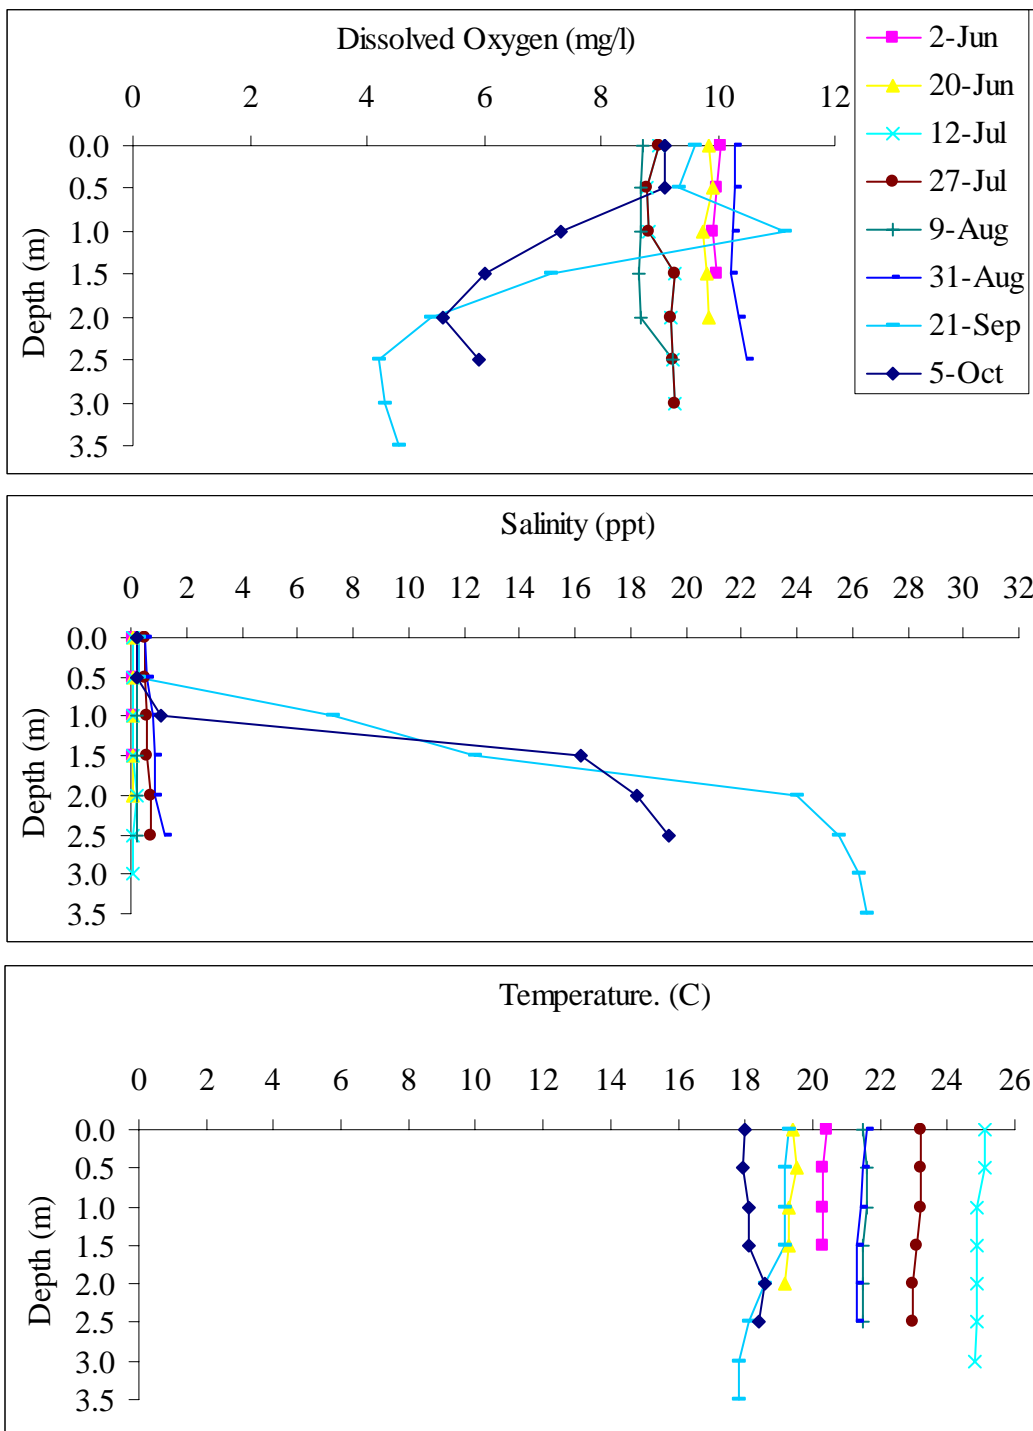 Dissolved Oxygen (mg/l)
0 2 4 6 8 10 12
Depth (m)
0.0
0.5
1.0
1.5
2.0
2.5
3.0
3.5
2-Jun
20-Jun
12-Jul
27-Jul
9-Aug
31-Aug
21-Sep
5-Oct
Salinity (ppt)
0 2 4 6 8 10 12 14 16 18 20 22 24 26 28 30 32
Depth (m)
0.0
0.5
1.0
1.5
2.0
2.5
3.0
3.5
Temperature. (C)
0 2 4 6 8 10 12 14 16 18 20 22 24 26
Depth (m)
0.0
0.5
1.0
1.5
2.0
2.5
3.0
3.5